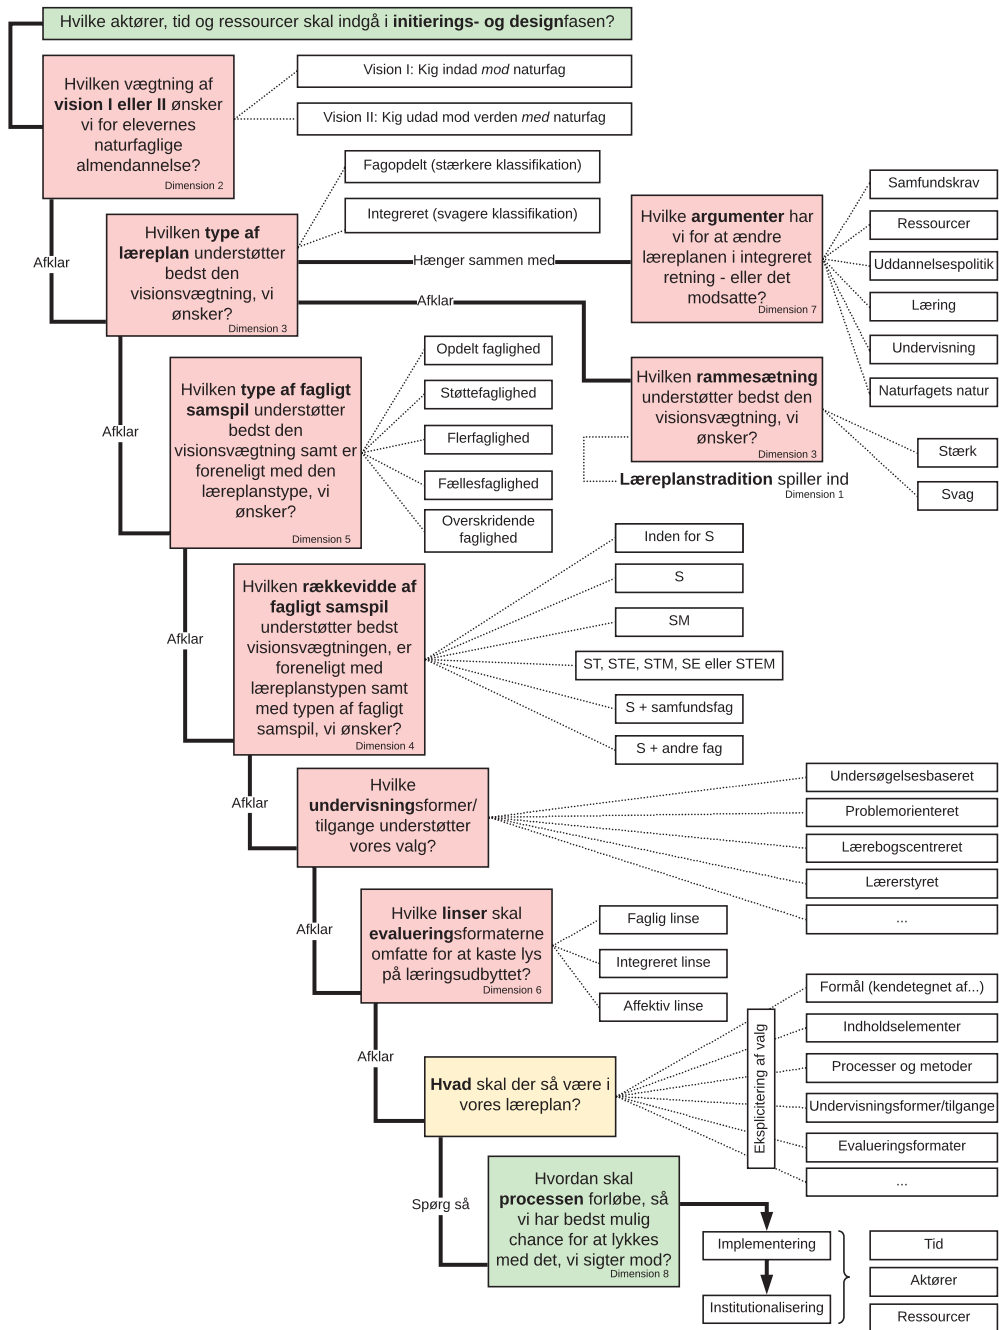 Hvilke aktører, tid og ressourcer skal indgå i initierings- og designfasen?
Hvilken vægtning af
vision I eller II ønsker
vi for elevernes
naturfaglige
almendannelse?
Dimension 2
Vision I: Kig indad mod naturfag
Vision II: Kig udad mod verden med naturfag
Afklar
Hvilken type af
læreplan understøtter
bedst den
visionsvægtning, vi
ønsker?
Dimension 3
Fagopdelt (stærkere klassifikation)
Integreret (svagere klassifikation)
Hænger sammen med
Hvilke argumenter har
vi for at ændre
læreplanen i integreret
retning - eller det
modsatte?
Dimension 7
Samfundskrav
Ressourcer
Uddannelsespolitik
Læring
Undervisning
Naturfagets natur
Afklar
Hvilken rammesætning
understøtter bedst den
visionsvægtning, vi
ønsker?
Dimension 3
Stærk
Svag
Læreplanstradition spiller ind
Dimension 1
Afklar
Hvilken type af fagligt
samspil understøtter
bedst den
visionsvægtning samt er
foreneligt med den
læreplanstype, vi
ønsker?
Dimension 5
Opdelt faglighed
Støttefaglighed
Flerfaglighed
Fællesfaglighed
Overskridende
faglighed
Afklar
Hvilken rækkevidde af
fagligt samspil
understøtter bedst
visionsvægtningen, er
foreneligt med
læreplanstypen samt
med typen af fagligt
samspil, vi ønsker?
Dimension 4
Inden for S
S
SM
ST, STE, STM, SE eller STEM
S + samfundsfag
S + andre fag
Afklar
Hvilke
undervisningsformer/
tilgange understøtter
vores valg?
Undersøgelsesbaseret
Problemorienteret
Lærebogscentreret
Lærerstyret
...
Afklar
Hvilke linser skal
evalueringsformaterne
omfatte for at kaste lys
på læringsudbyttet?
Dimension 6
Faglig linse
Integreret linse
Affektiv linse
Afklar
Hvad skal der så være i
vores læreplan?
Eksplicitering af valg
Formål (kendetegnet af...)
Indholdselementer
Processer og metoder
Undervisningsformer/tilgange
Evalueringsformater
...
Spørg så
Hvordan skal
processen forløbe, så
vi har bedst mulig
chance for at lykkes
med det, vi sigter mod?
Dimension 8
Implementering
Institutionalisering
Tid
Aktører
Ressourcer